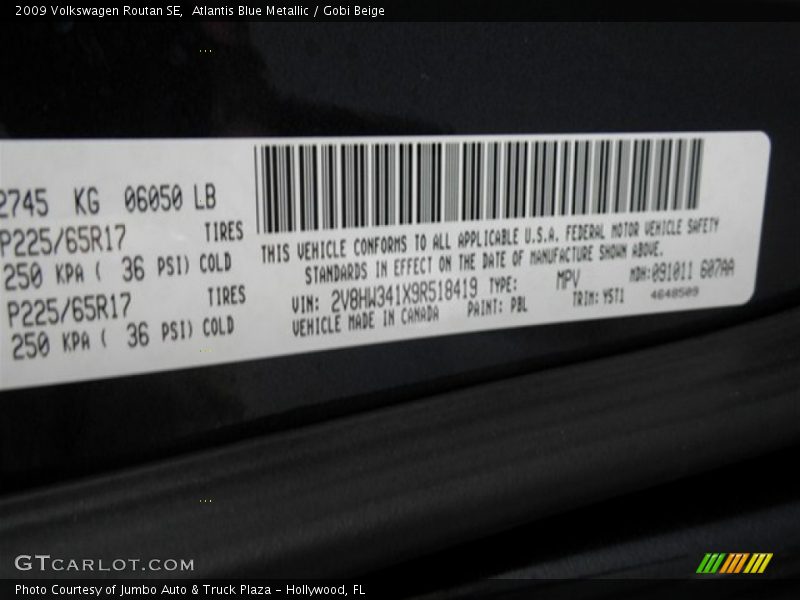 2009 Volkswagen Routan SE,  Atlantis Blue Metallic / Gobi Beige
2745 KG 06050 LB
P225/65R17 TIRES
250 KPA ( 36 PSI) COLD
P225/65R17 TIRES
250 KPA ( 36 PSI) COLD
THIS VEHICLE CONFORMS TO ALL APPLICABLE U.S.A. FEDERAL MOTOR VEHICLE SAFETY
STANDARDS IN EFFECT ON THE DATE OF MANUFACTURE SHOWN ABOVE.
VIN: 2V8HW341X9R518419 TYPE: MPV MDH:091011 607AA
VEHICLE MADE IN CANADA PAINT: PBL TRIM: YST1 4648509
GTCARLOT.COM
Photo Courtesy of Jumbo Auto & Truck Plaza - Hollywood, FL